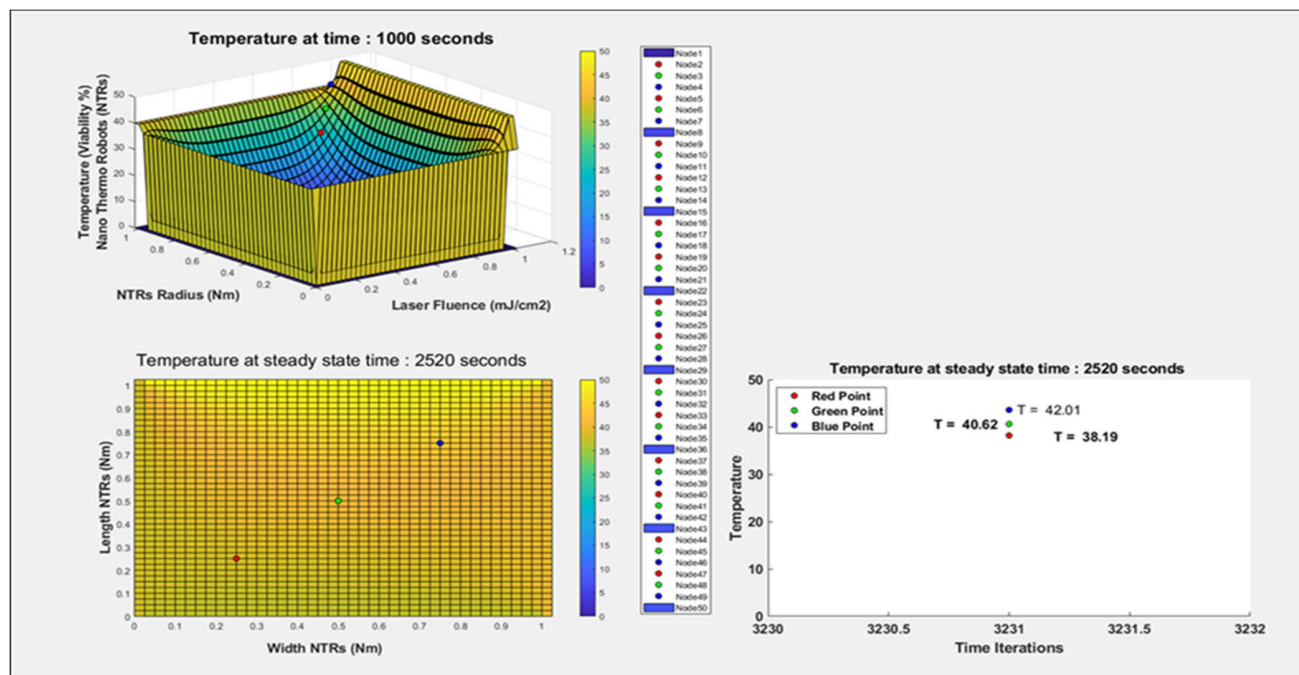 Temperature at time : 1000 seconds
Temperature (Viability %)
Nano Thermo Robots (NTRs)
50
40
30
20
10
0
1
0.8
0.6
0.4
0.2
0
NTRs Radius (Nm)
0
0.2
0.4
0.6
0.8
1
1.2
Laser Fluence (mJ/cm2)
50
45
40
35
30
25
20
15
10
5
0
Node1
Node2
Node3
Node4
Node5
Node6
Node7
Node8
Node9
Node10
Node11
Node12
Node13
Node14
Node15
Node16
Node17
Node18
Node19
Node20
Node21
Node22
Node23
Node24
Node25
Node26
Node27
Node28
Node29
Node30
Node31
Node32
Node33
Node34
Node35
Node36
Node37
Node38
Node39
Node40
Node41
Node42
Node43
Node44
Node45
Node46
Node47
Node48
Node49
Node50
Temperature at steady state time : 2520 seconds
Length NTRs (Nm)
1
0.9
0.8
0.7
0.6
0.5
0.4
0.3
0.2
0.1
0
0 0.1 0.2 0.3 0.4 0.5 0.6 0.7 0.8 0.9 1
Width NTRs (Nm)
50
45
40
35
30
25
20
15
10
5
0
Temperature at steady state time : 2520 seconds
Red Point
Green Point
Blue Point
T = 42.01
T = 40.62
T = 38.19
Temperature
50
40
30
20
10
0
3230 3230.5 3231 3231.5 3232
Time Iterations